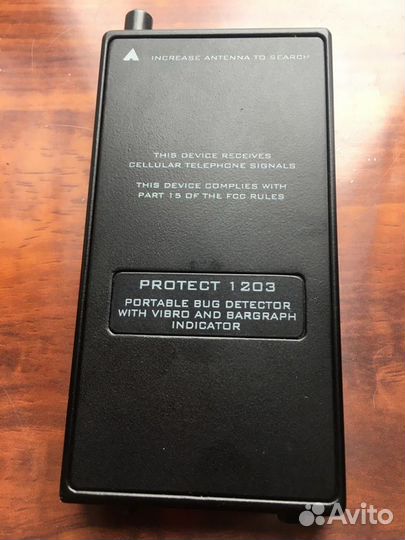 INCREASE ANTENNA TO SEARCH
THIS DEVICE RECEIVES
CELLULAR TELEPHONE SIGNALS
THIS DEVICE COMPLIES WITH
PART 15 OF THE FCC RULES
PROTECT 1203
PORTABLE BUG DETECTOR
WITH VIBRO AND BARGRAPH
INDICATOR
Avito